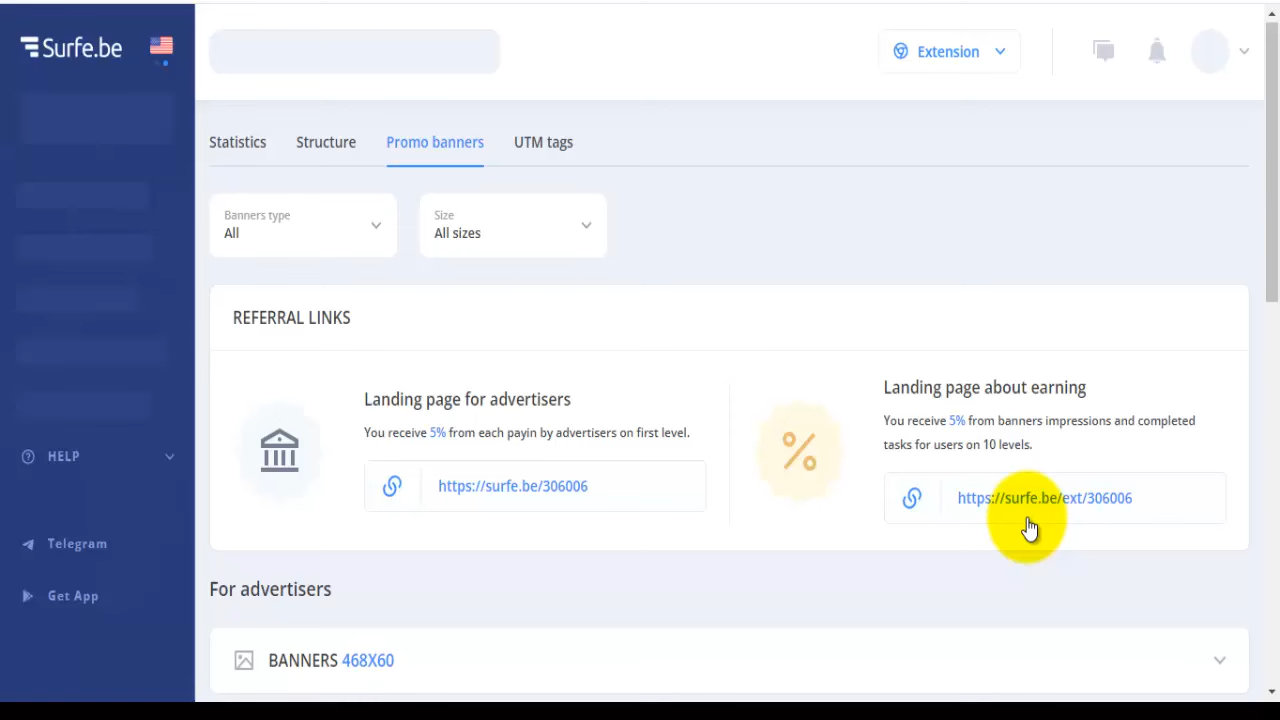 Surfe.be
Extension
Statistics
Structure
Promo banners
UTM tags
Banners type
All
Size
All sizes
REFERRAL LINKS
Landing page for advertisers
You receive 5% from each payin by advertisers on first level.
https://surfe.be/306006
Landing page about earning
You receive 5% from banners impressions and completed
tasks for users on 10 levels.
https://surfe.be/ext/306006
HELP
Telegram
Get App
For advertisers
BANNERS 468X60